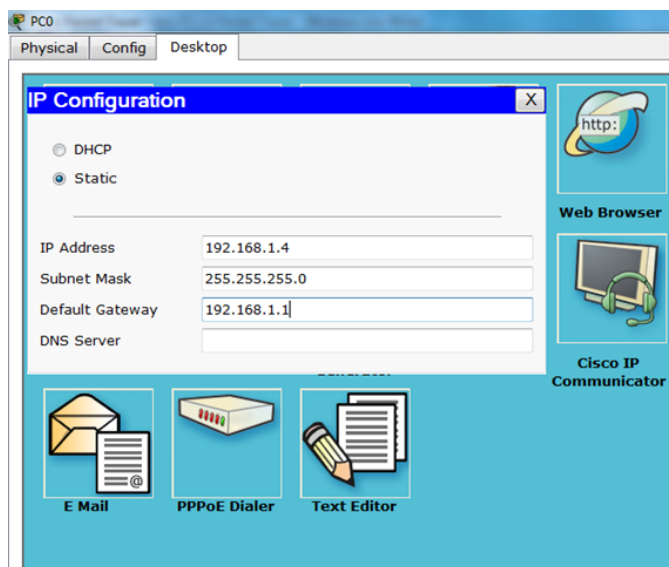 PC0
Physical Config Desktop
IP Configuration X
DHCP
Static
http:
Web Browser
IP Address 192.168.1.4
Subnet Mask 255.255.255.0
Default Gateway 192.168.1.1
DNS Server
Cisco IP
Communicator
@
E Mail PPPoE Dialer Text Editor